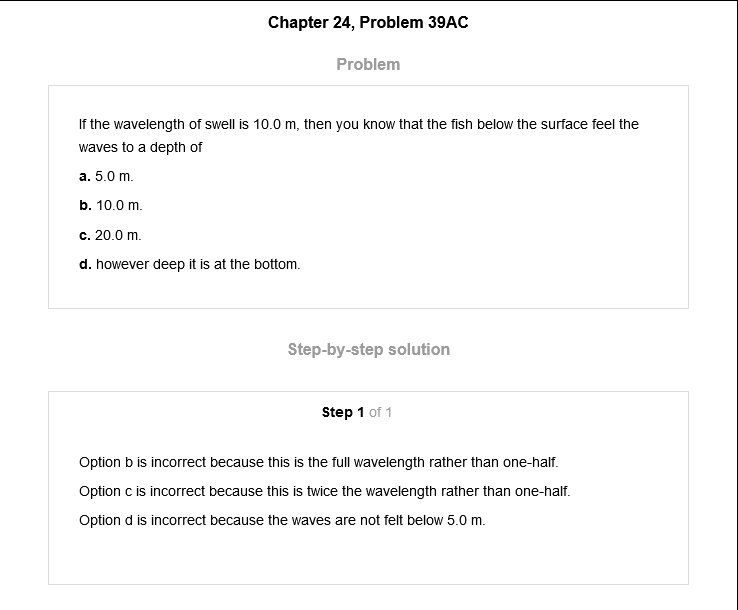 Chapter 24, Problem 39AC
Problem
If the wavelength of swell is 10.0 m, then you know that the fish below the surface feel the
waves to a depth of
a. 5.0 m.
b. 10.0 m.
c. 20.0 m.
d. however deep it is at the bottom.
Step-by-step solution
Step 1 of 1
Option b is incorrect because this is the full wavelength rather than one-half.
Option c is incorrect because this is twice the wavelength rather than one-half.
Option d is incorrect because the waves are not felt below 5.0 m.